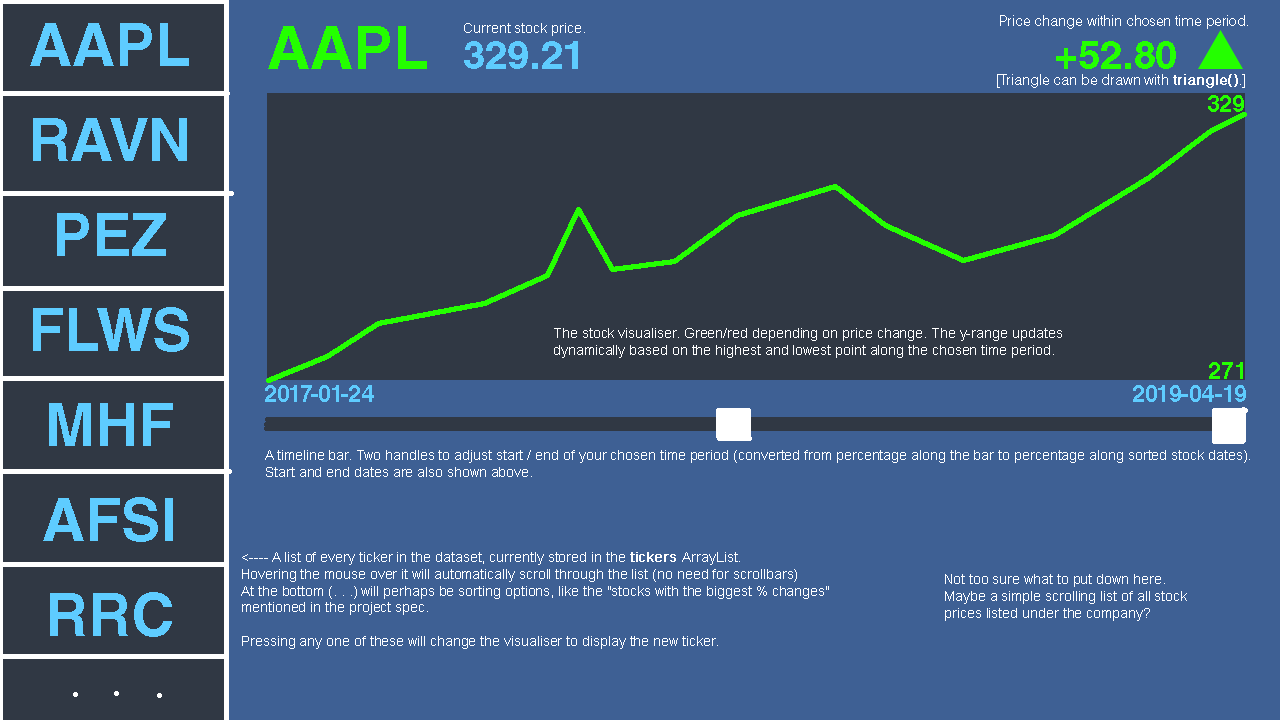 AAPL
RAVN
PEZ
FLWS
MHF
AFSI
RRC
. . .
AAPL
Current stock price.
329.21
Price change within chosen time period.
+52.80
[Triangle can be drawn with triangle().]
329
The stock visualiser. Green/red depending on price change. The y-range updates
dynamically based on the highest and lowest point along the chosen time period.
271
2017-01-24
2019-04-19
A timeline bar. Two handles to adjust start / end of your chosen time period (converted from percentage along the bar to percentage along sorted stock dates).
Start and end dates are also shown above.
<---- A list of every ticker in the dataset, currently stored in the tickers ArrayList.
Hovering the mouse over it will automatically scroll through the list (no need for scrollbars)
At the bottom (. . .) will perhaps be sorting options, like the "stocks with the biggest % changes"
mentioned in the project spec.
Pressing any one of these will change the visualiser to display the new ticker.
Not too sure what to put down here.
Maybe a simple scrolling list of all stock
prices listed under the company?